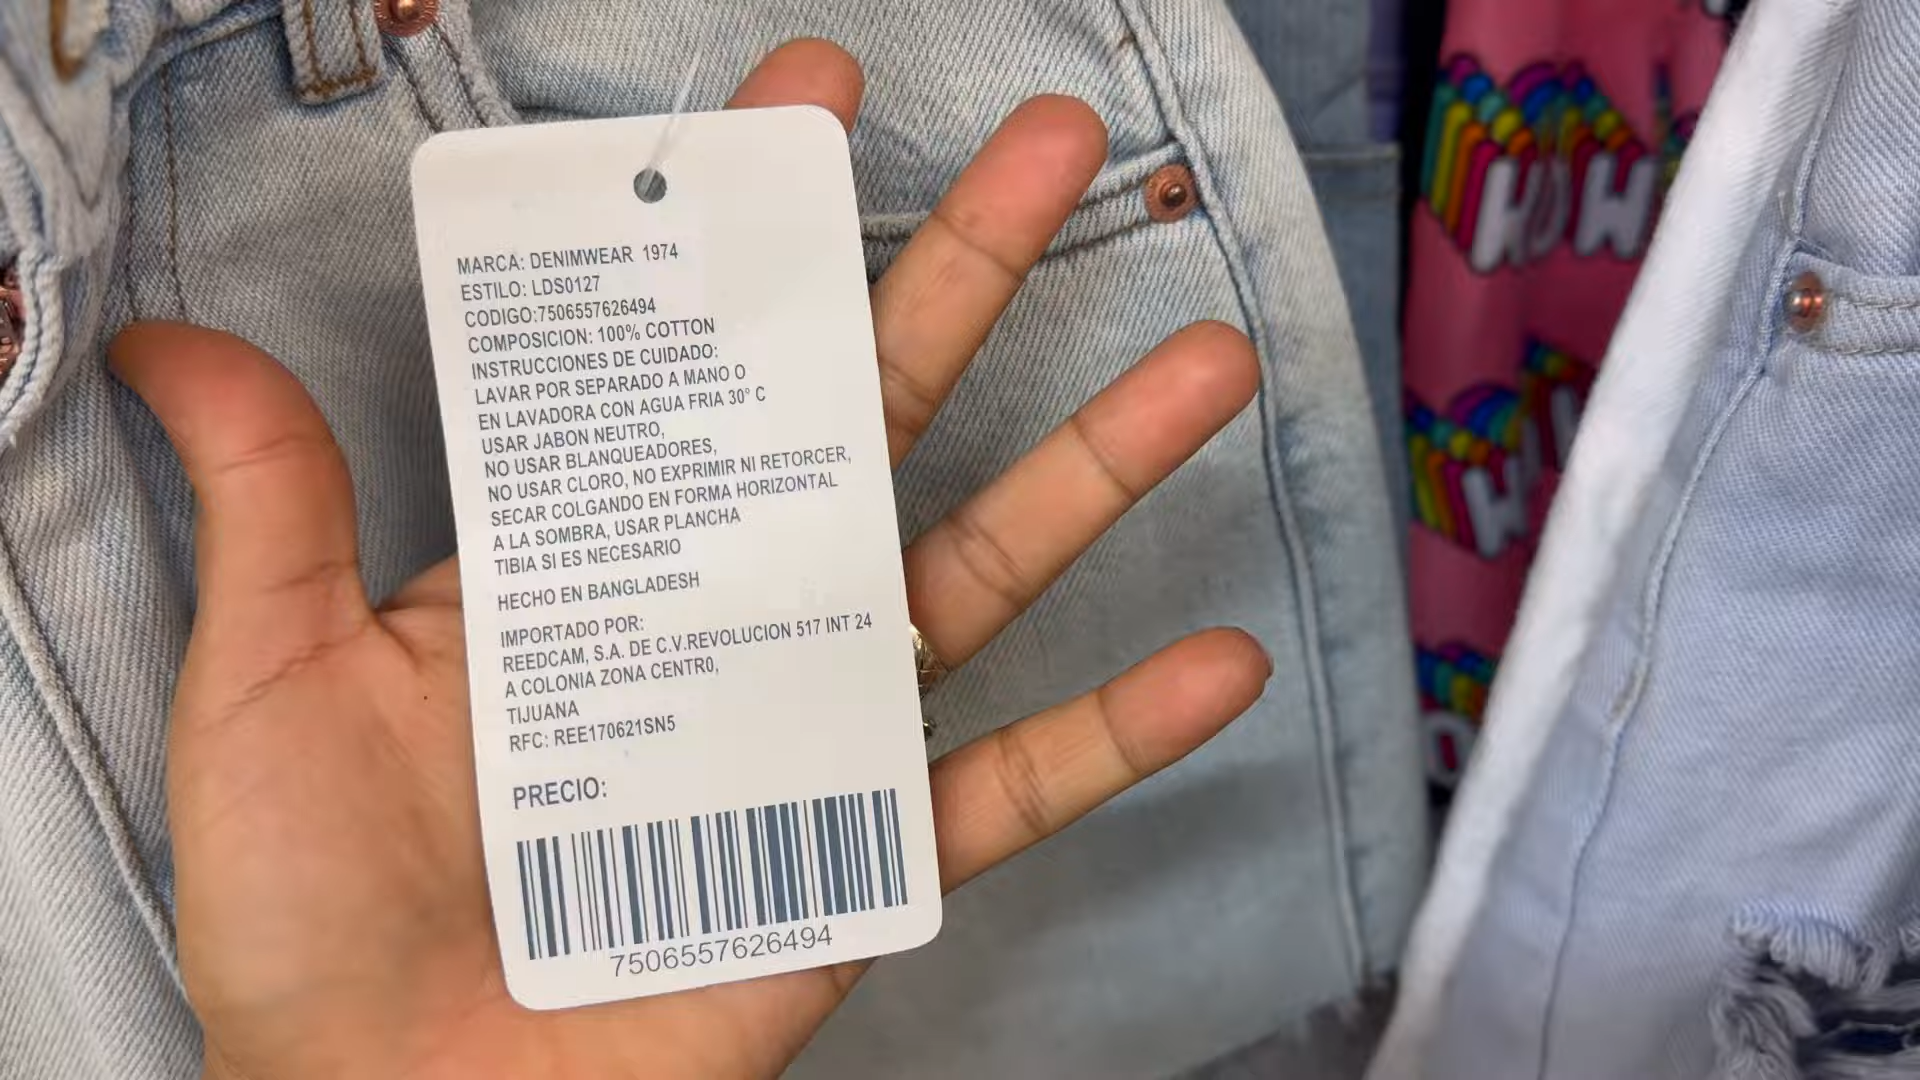 MARCA: DENIMWEAR 1974
ESTILO: LDS0127
CODIGO:7506557626494
COMPOSICION: 100% COTTON
INSTRUCCIONES DE CUIDADO:
LAVAR POR SEPARADO A MANO O
EN LAVADORA CON AGUA FRIA 30° C
USAR JABON NEUTRO,
NO USAR BLANQUEADORES,
NO USAR CLORO, NO EXPRIMIR NI RETORCER,
SECAR COLGANDO EN FORMA HORIZONTAL
A LA SOMBRA, USAR PLANCHA
TIBIA SI ES NECESARIO
HECHO EN BANGLADESH
IMPORTADO POR:
REEDCAM, S.A. DE C.V.REVOLUCION 517 INT 24
A COLONIA ZONA CENTR0,
TIJUANA
RFC: REE170621SN5
PRECIO:
7506557626494